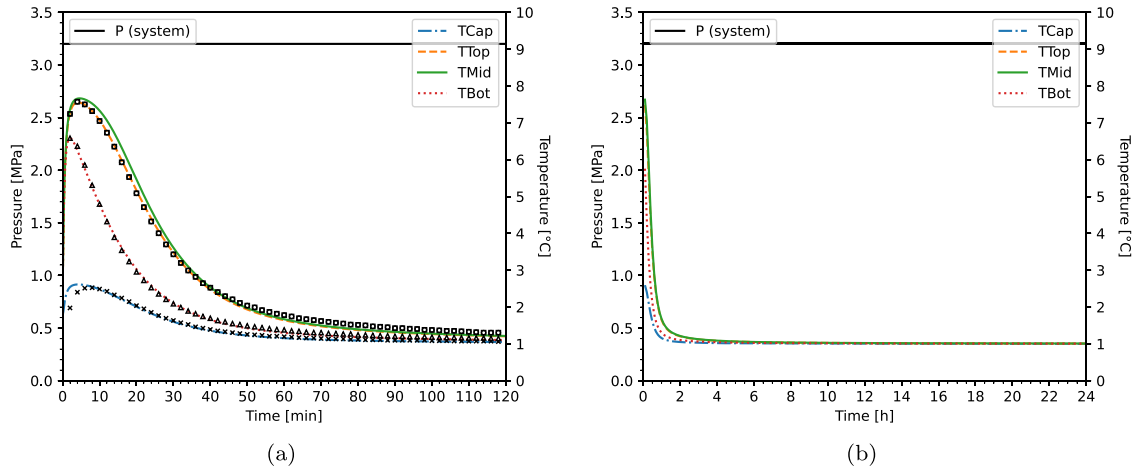 3.5
3.0
2.5
2.0
1.5
1.0
0.5
0.0
Pressure [MPa]
P (system)
TCap
TTop
TMid
TBot
10
9
8
7
6
5
4
3
2
1
0
Temperature [°C]
0 10 20 30 40 50 60 70 80 90 100 110 120
Time [min]
(a)
3.5
3.0
2.5
2.0
1.5
1.0
0.5
0.0
Pressure [MPa]
P (system)
TCap
TTop
TMid
TBot
10
9
8
7
6
5
4
3
2
1
0
Temperature [°C]
0 2 4 6 8 10 12 14 16 18 20 22 24
Time [h]
(b)